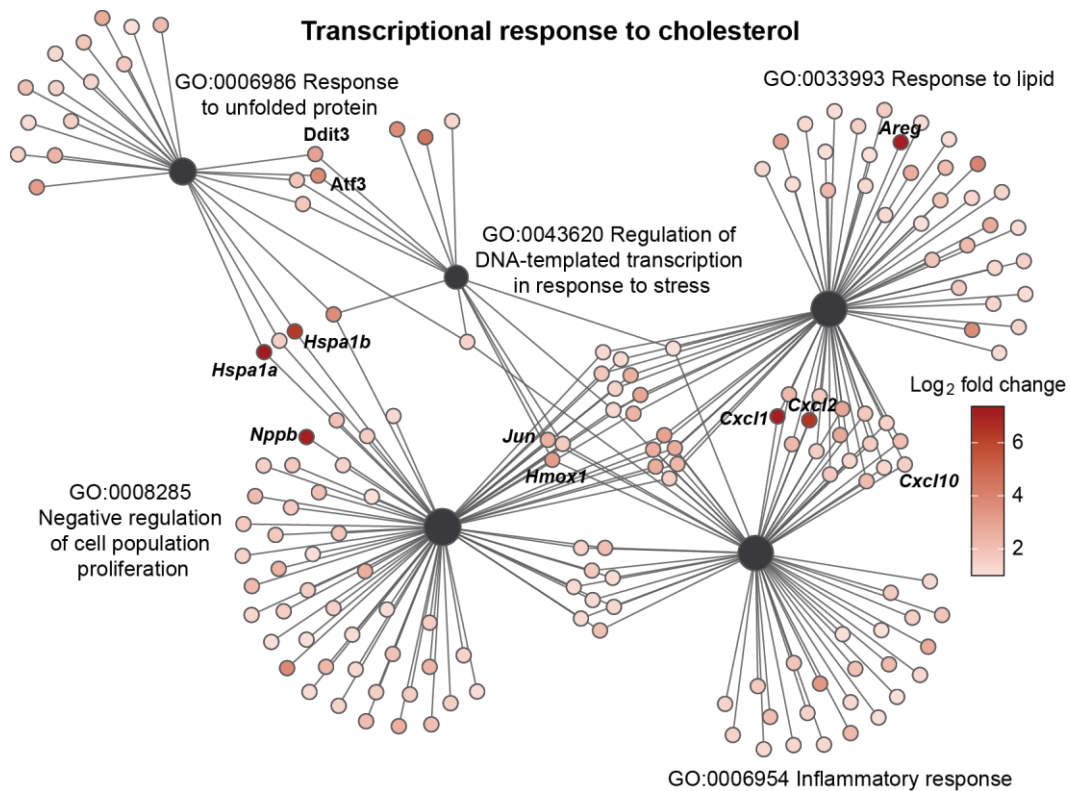 Transcriptional response to cholesterol
GO:0006986 Response
to unfolded protein
GO:0033993 Response to lipid
Ddit3
Areg
Atf3
GO:0043620 Regulation of
DNA-templated transcription
in response to stress
Hspa1b
Hspa1a
Log2 fold change
6
4
2
Cxcl1
Cxcl2
Nppb
Jun
Hmox1
Cxcl10
GO:0008285
Negative regulation
of cell population
proliferation
GO:0006954 Inflammatory response